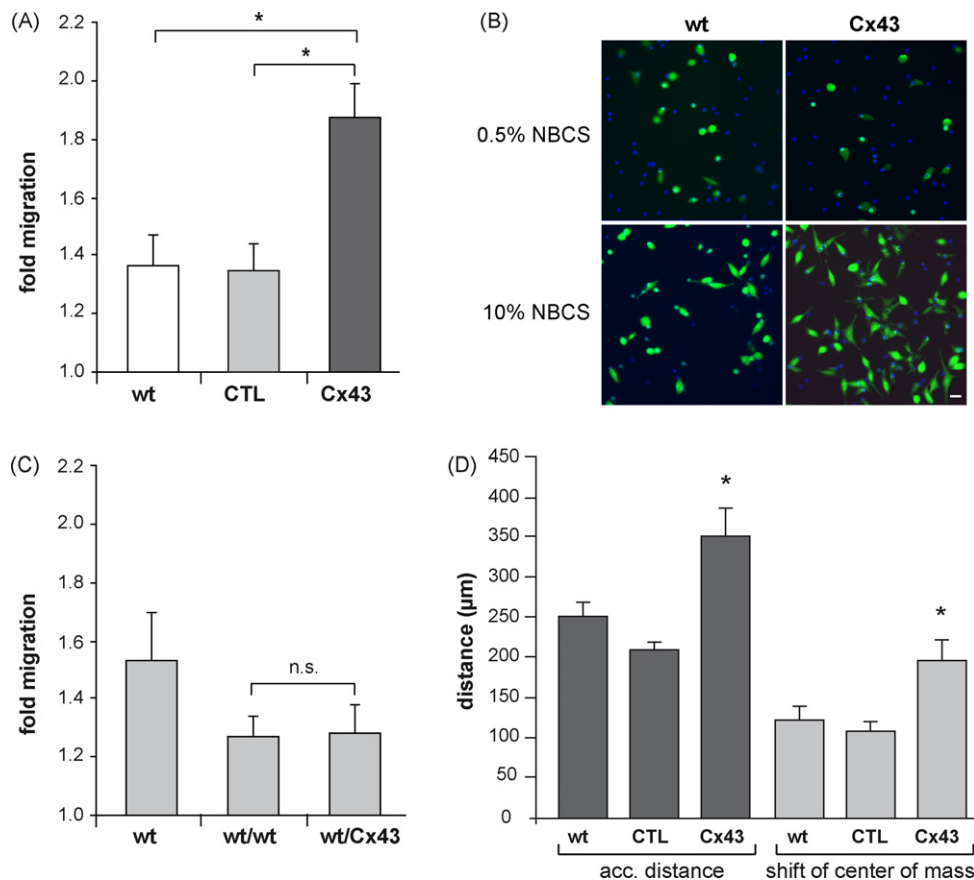 (A)
fold migration
2.2
2.0
1.8
1.6
1.4
1.2
1.0
*
*
wt CTL Cx43
(B)
wt Cx43
0.5% NBCS
10% NBCS
(C)
fold migration
2.2
2.0
1.8
1.6
1.4
1.2
1.0
n.s.
wt wt/wt wt/Cx43
(D)
distance (µm)
450
400
350
300
250
200
150
100
50
0
*
*
wt CTL Cx43 wt CTL Cx43
acc. distance shift of center of mass